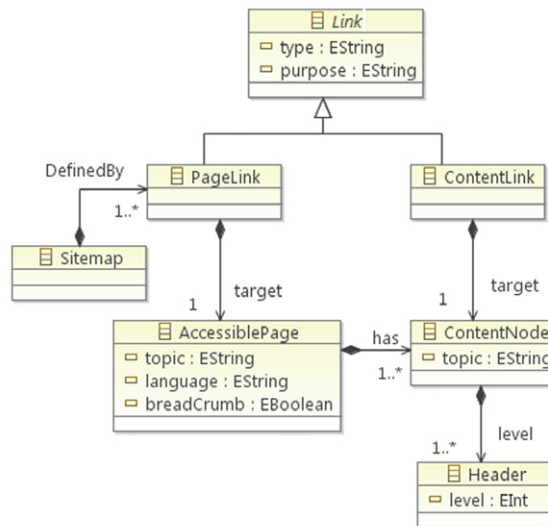 Link
type : EString
purpose : EString
DefinedBy
PageLink
ContentLink
1..*
Sitemap
target
target
1
1
AccessiblePage
has
ContentNode
topic : EString
topic : EString
language : EString
1..*
breadCrumb : EBoolean
level
1..*
Header
level : EInt